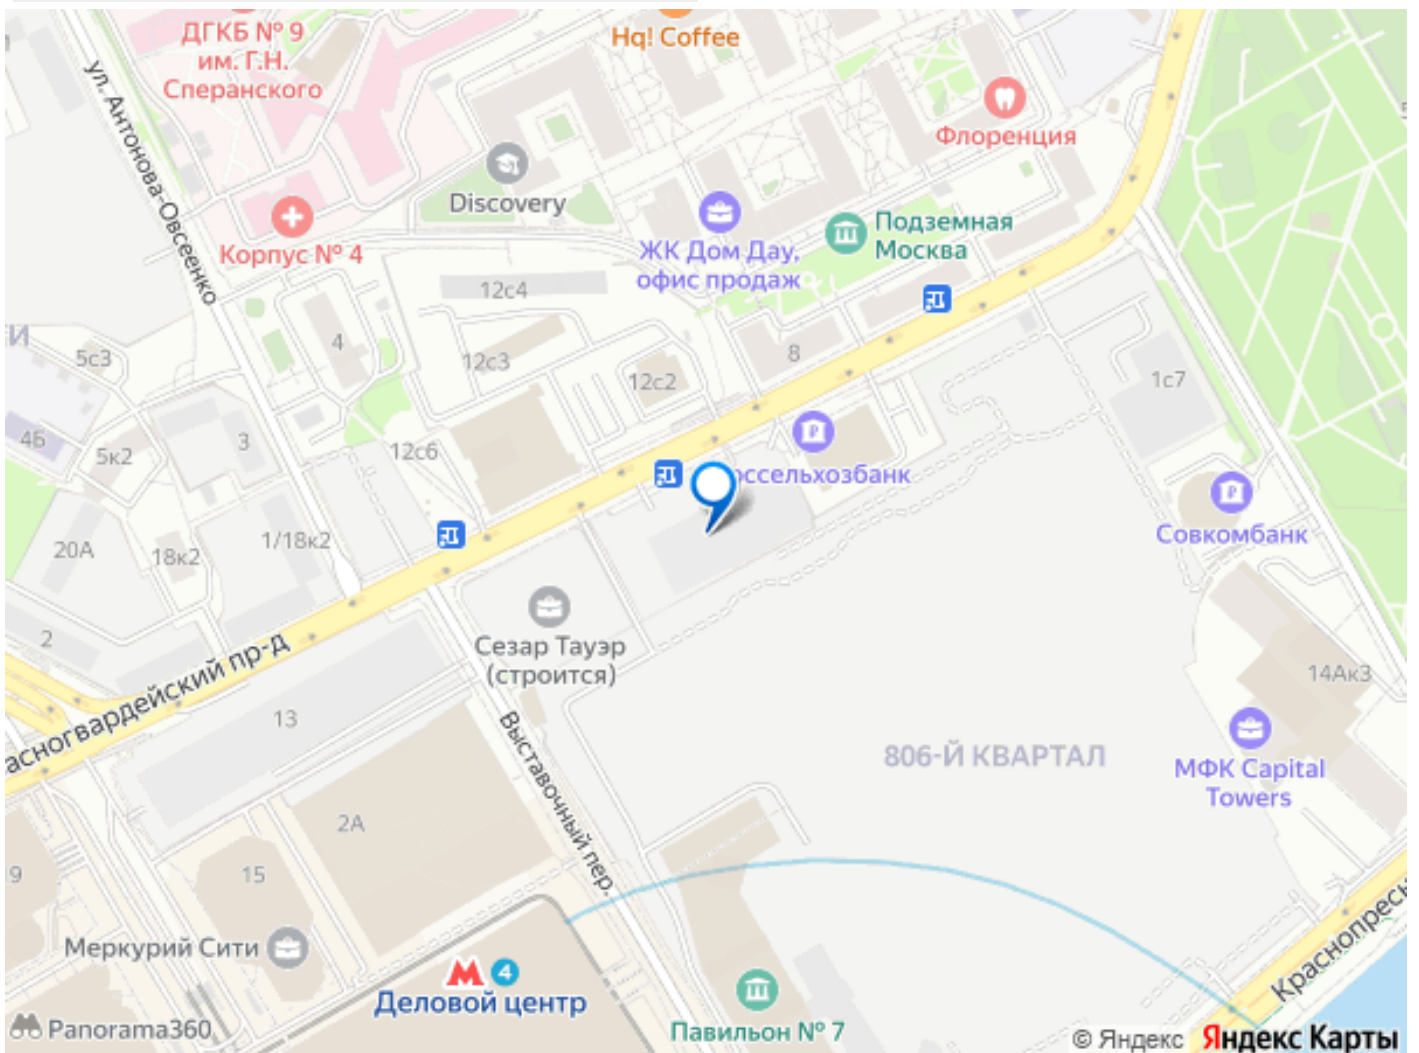 ДГКБ № 9
им. Г.Н.
Сперанского
Hq! Coffee
ул. Антонова-Овсеенко
Флоренция
Discovery
Корпус № 4
ЖК Дом Дау,
офис продаж
Подземная
Москва
12с4
4
5с3
12с3
12с2
8
1с7
4Б
5к2
3
12с6
оссельхозбанк
Совкомбанк
20А
18к2
1/18к2
2
Сезар Тауэр
(строится)
асногвардейский пр-д
13
14Ак3
Выставочный пер.
806-Й КВАРТАЛ
МФК Capital
Towers
2А
9
15
Меркурий Сити
4
Деловой центр
Краснопресн
Panorama360
Павильон № 7
© Яндекс Яндекс Карты